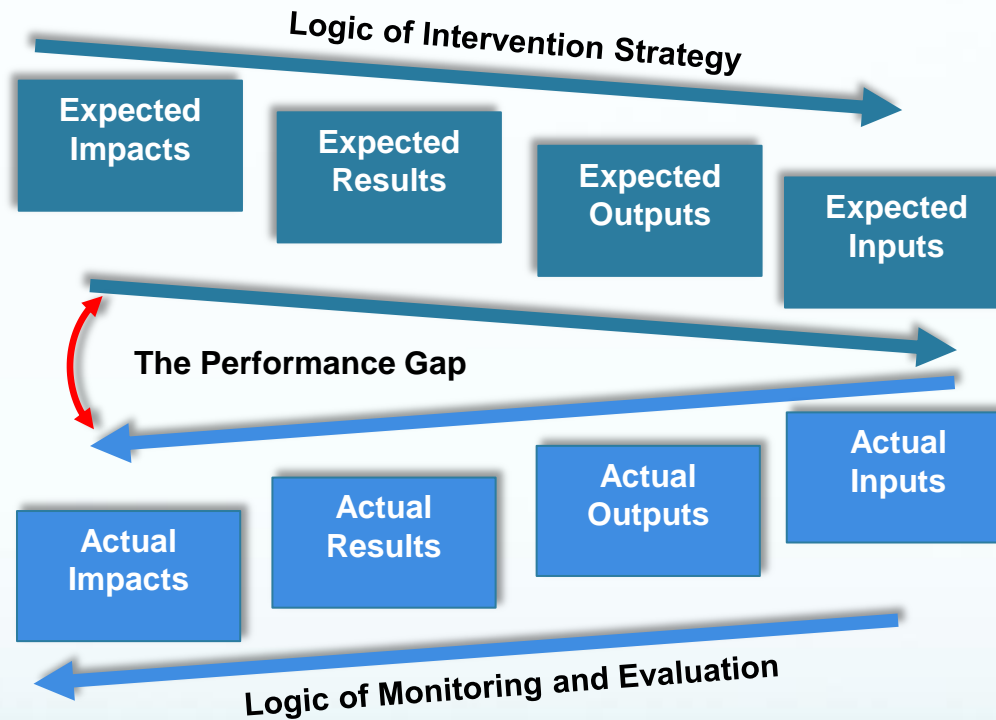 Logic of Intervention Strategy
Expected
Impacts
Expected
Results
Expected
Outputs
Expected
Inputs
The Performance Gap
Actual
Inputs
Actual
Outputs
Actual
Results
Actual
Impacts
Logic of Monitoring and Evaluation